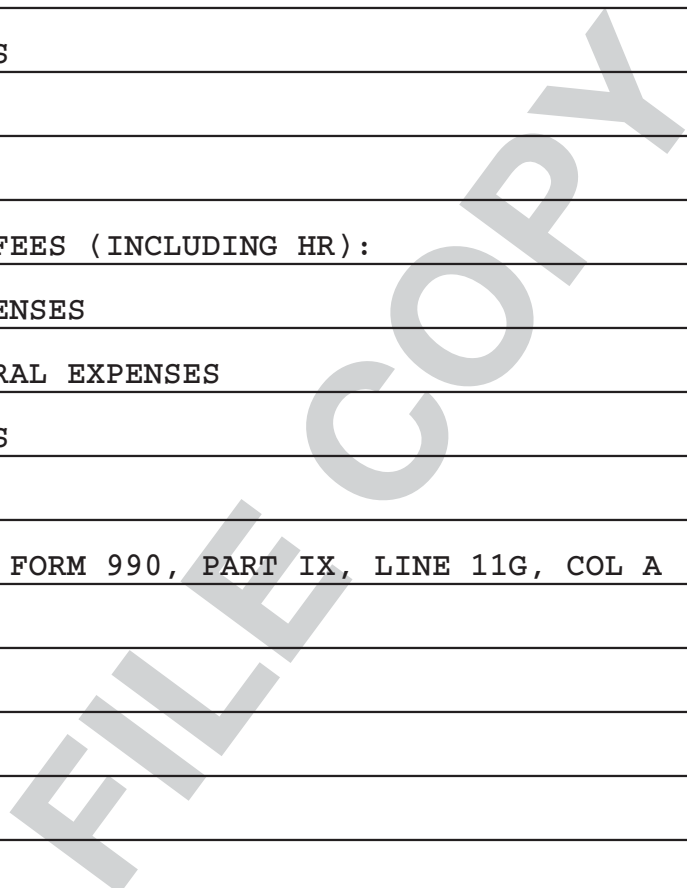 S
FEES (INCLUDING HR):
ENSES
RAL EXPENSES
S
FORM 990, PART IX, LINE 11G, COL A
FILE COPY